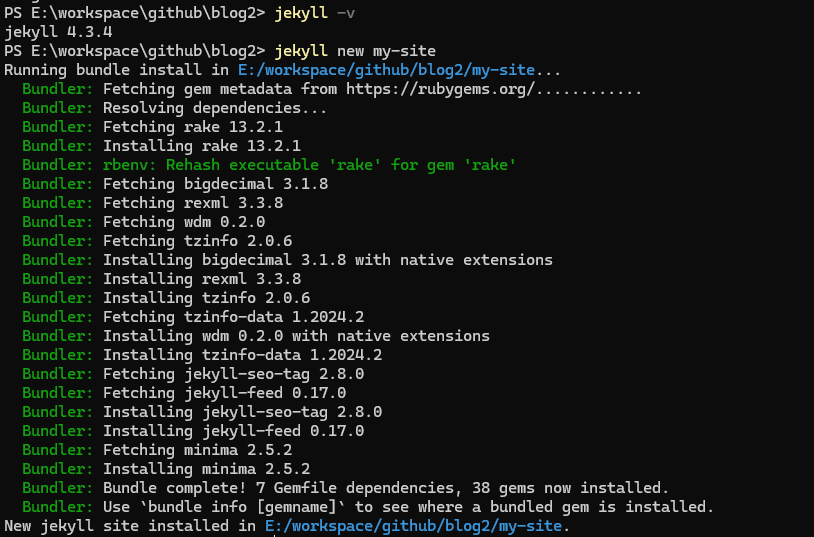 PS E:\workspace\github\blog2> jekyll -v
jekyll 4.3.4
PS E:\workspace\github\blog2> jekyll new my-site
Running bundle install in E:/workspace/github/blog2/my-site...
  Bundler: Fetching gem metadata from https://rubygems.org/............
  Bundler: Resolving dependencies...
  Bundler: Fetching rake 13.2.1
  Bundler: Installing rake 13.2.1
  Bundler: rbenv: Rehash executable 'rake' for gem 'rake'
  Bundler: Fetching bigdecimal 3.1.8
  Bundler: Fetching rexml 3.3.8
  Bundler: Fetching wdm 0.2.0
  Bundler: Fetching tzinfo 2.0.6
  Bundler: Installing bigdecimal 3.1.8 with native extensions
  Bundler: Installing rexml 3.3.8
  Bundler: Installing tzinfo 2.0.6
  Bundler: Fetching tzinfo-data 1.2024.2
  Bundler: Installing wdm 0.2.0 with native extensions
  Bundler: Installing tzinfo-data 1.2024.2
  Bundler: Fetching jekyll-seo-tag 2.8.0
  Bundler: Fetching jekyll-feed 0.17.0
  Bundler: Installing jekyll-seo-tag 2.8.0
  Bundler: Installing jekyll-feed 0.17.0
  Bundler: Fetching minima 2.5.2
  Bundler: Installing minima 2.5.2
  Bundler: Bundle complete! 7 Gemfile dependencies, 38 gems now installed.
  Bundler: Use `bundle info [gemname]` to see where a bundled gem is installed.
New jekyll site installed in E:/workspace/github/blog2/my-site.